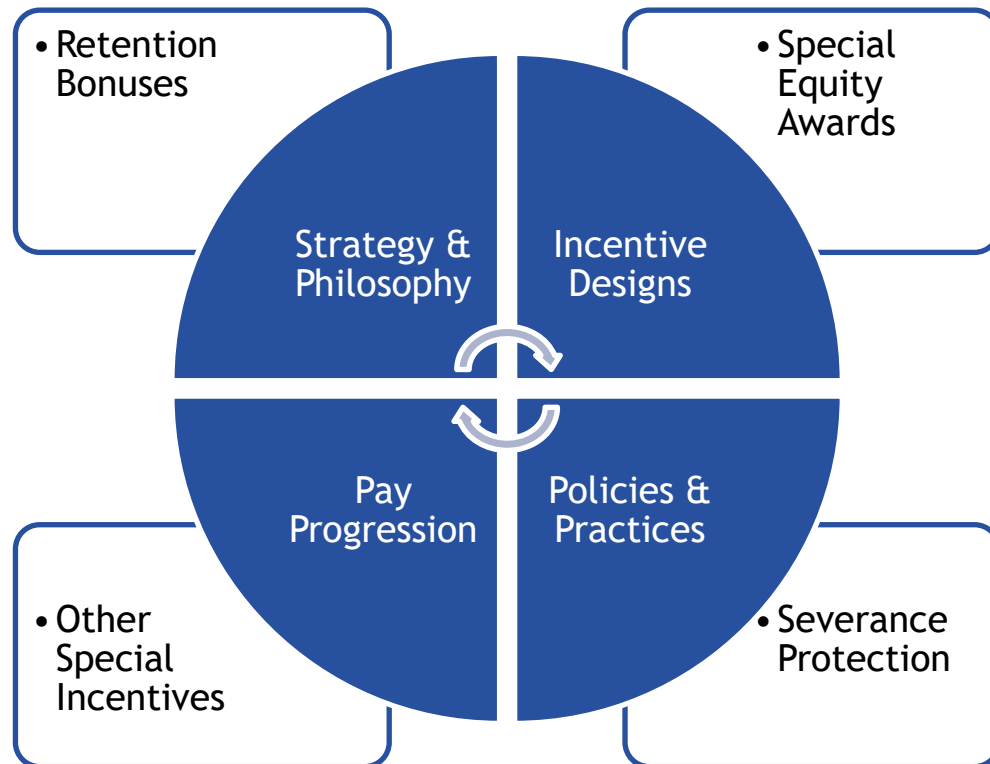 • Retention
Bonuses
• Special
Equity
Awards
Strategy &
Philosophy
Incentive
Designs
Pay
Progression
Policies &
Practices
• Other
Special
Incentives
• Severance
Protection